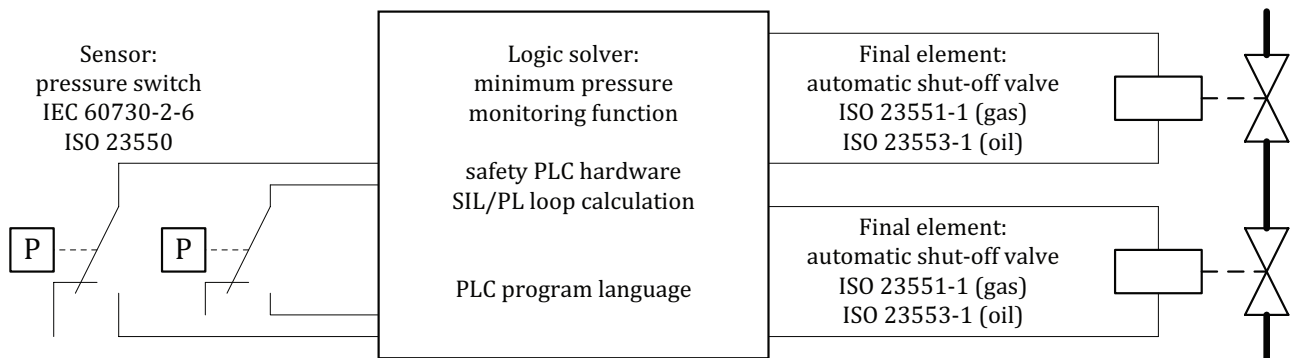 Sensor:
pressure switch
IEC 60730-2-6
ISO 23550
P
P
Logic solver:
minimum pressure
monitoring function
safety PLC hardware
SIL/PL loop calculation
PLC program language
Final element:
automatic shut-off valve
ISO 23551-1 (gas)
ISO 23553-1 (oil)
Final element:
automatic shut-off valve
ISO 23551-1 (gas)
ISO 23553-1 (oil)